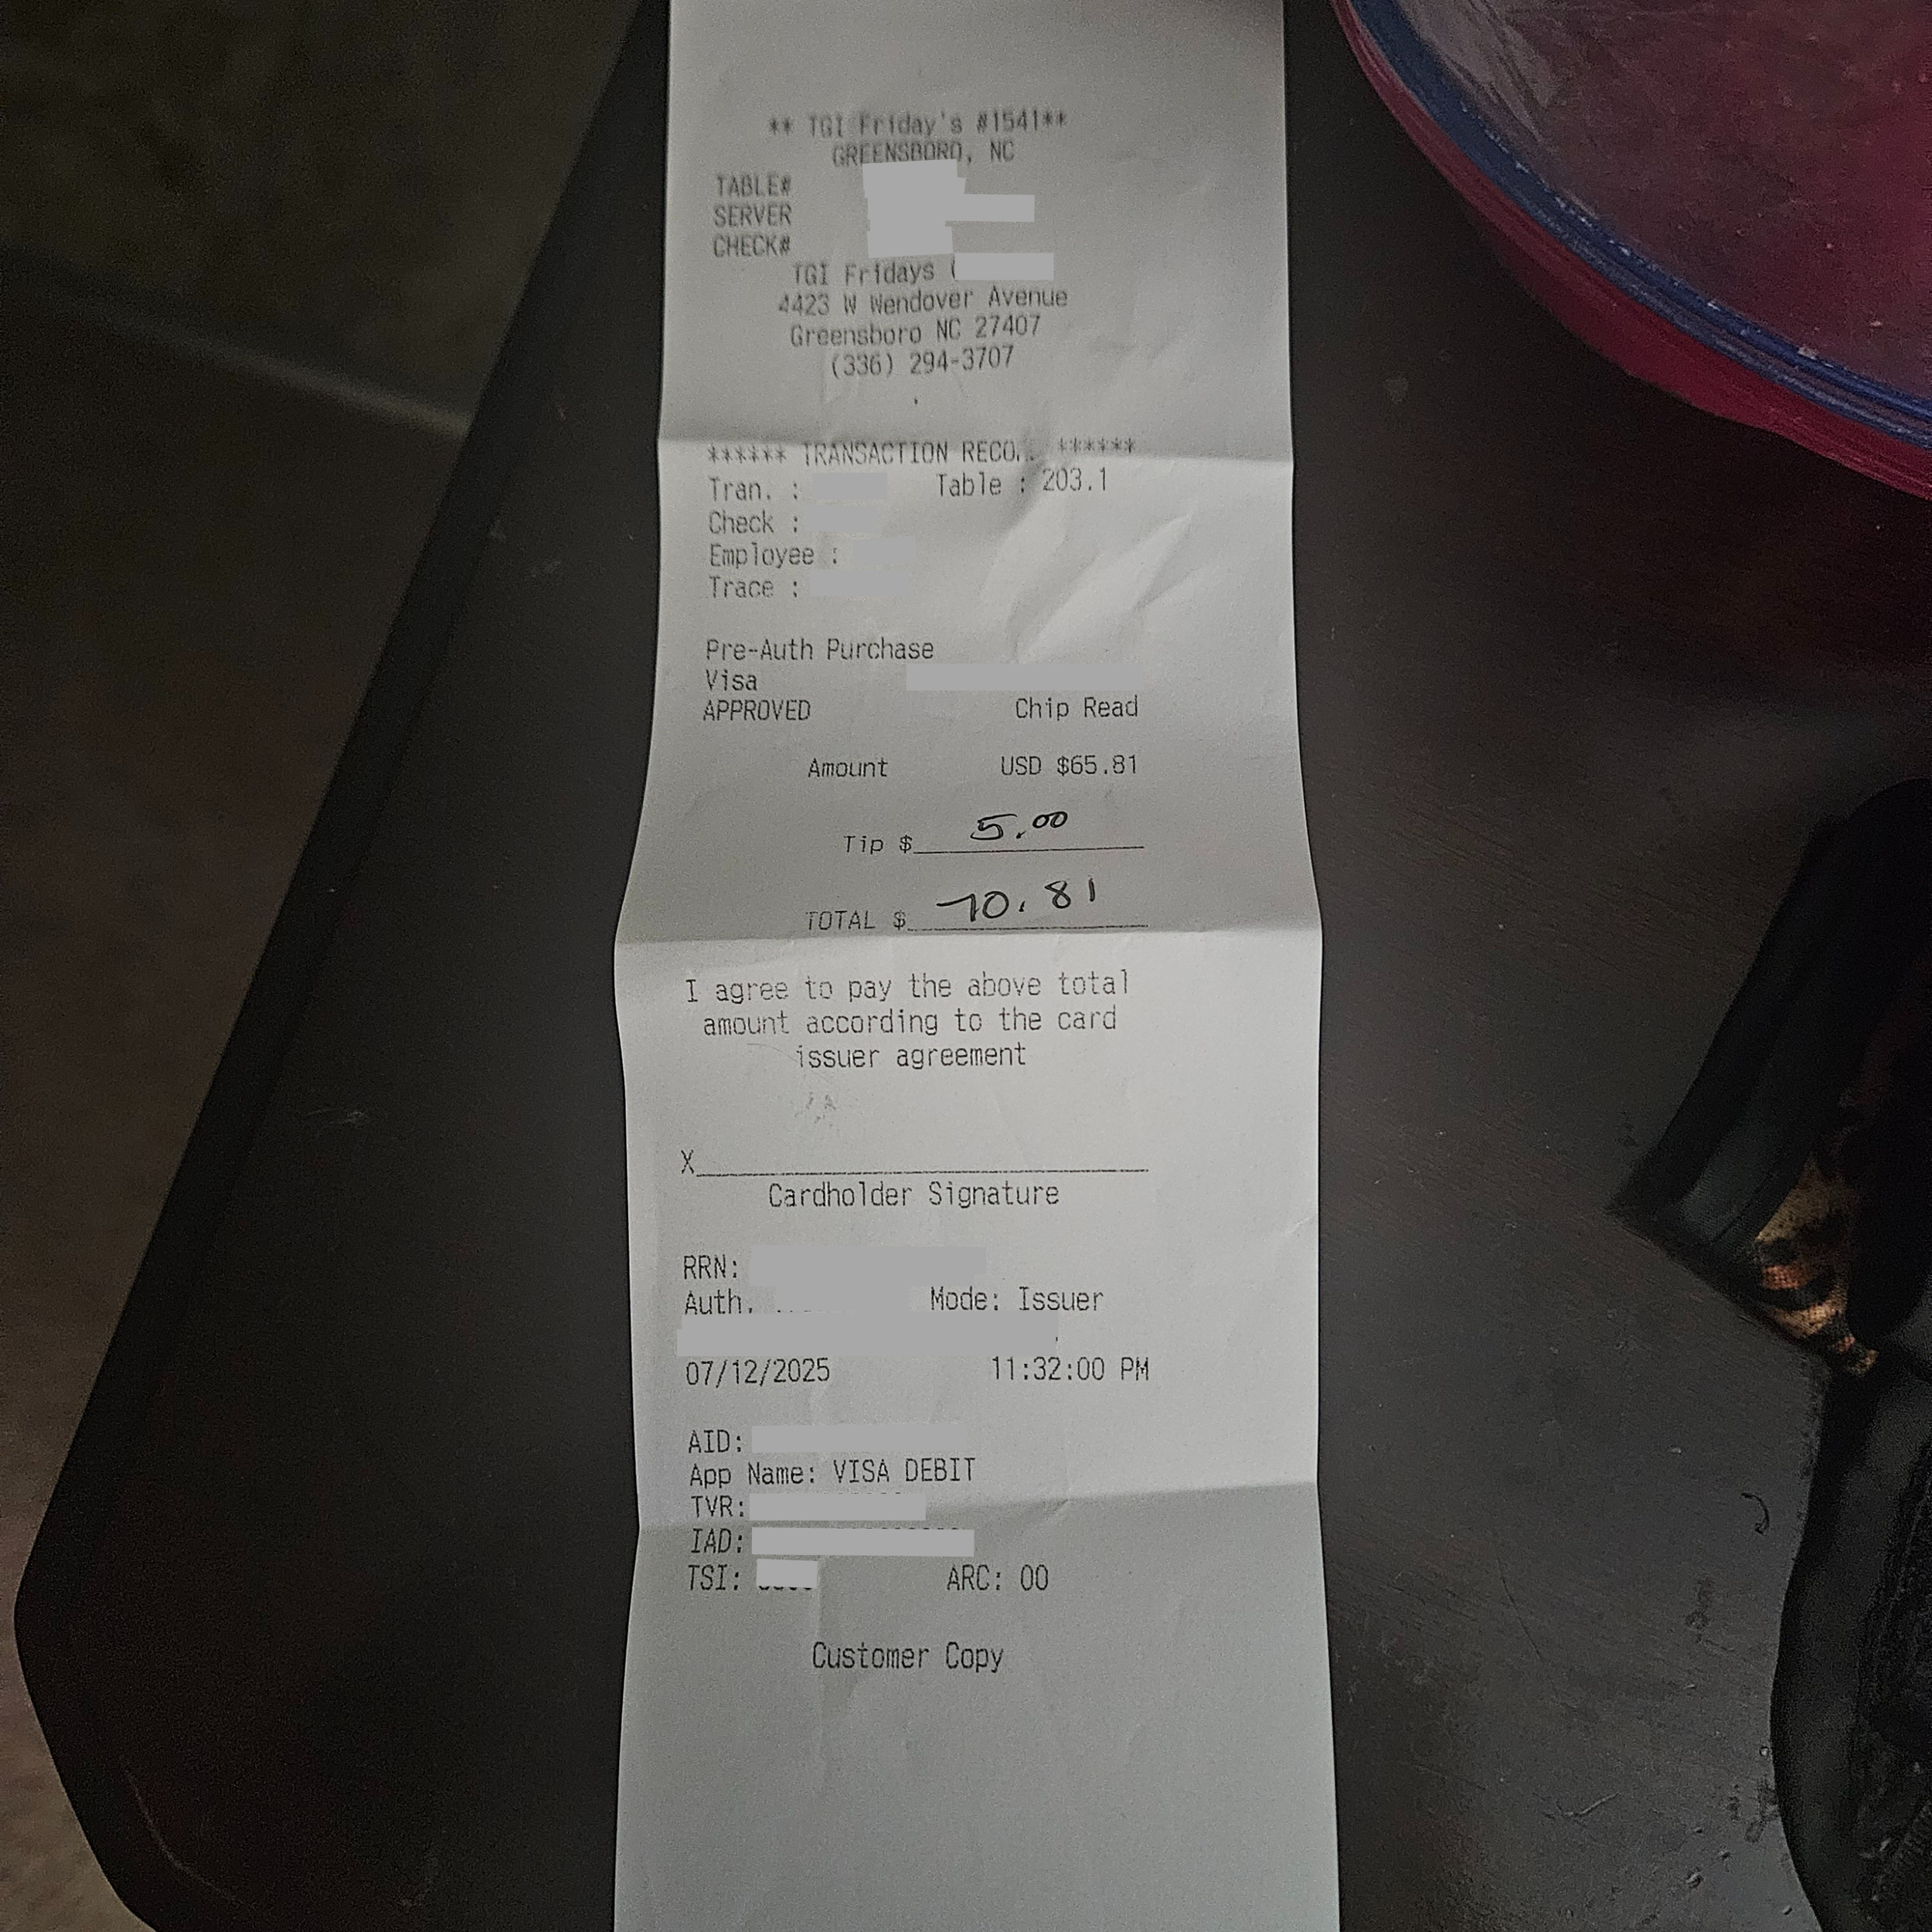 ** TGI Friday's #1541**
GREENSBORO, NC
TABLE#
SERVER
CHECK#
TGI Fridays (
4423 W Wendover Avenue
Greensboro NC 27407
(336) 294-3707
****** TRANSACTION ******
Tran. : Table : 203.1
Check :
Employee :
Trace :
Pre-Auth Purchase
Visa
APPROVED Chip Read
Amount USD $65.81
Tip $ 5.00
TOTAL $ 70.81
I agree to pay the above total
amount according to the card
issuer agreement
X
Cardholder Signature
RRN:
Auth. Mode: Issuer
07/12/2025 11:32:00 PM
AID:
App Name: VISA DEBIT
TVR:
IAD:
TSI: ARC: 00
Customer Copy